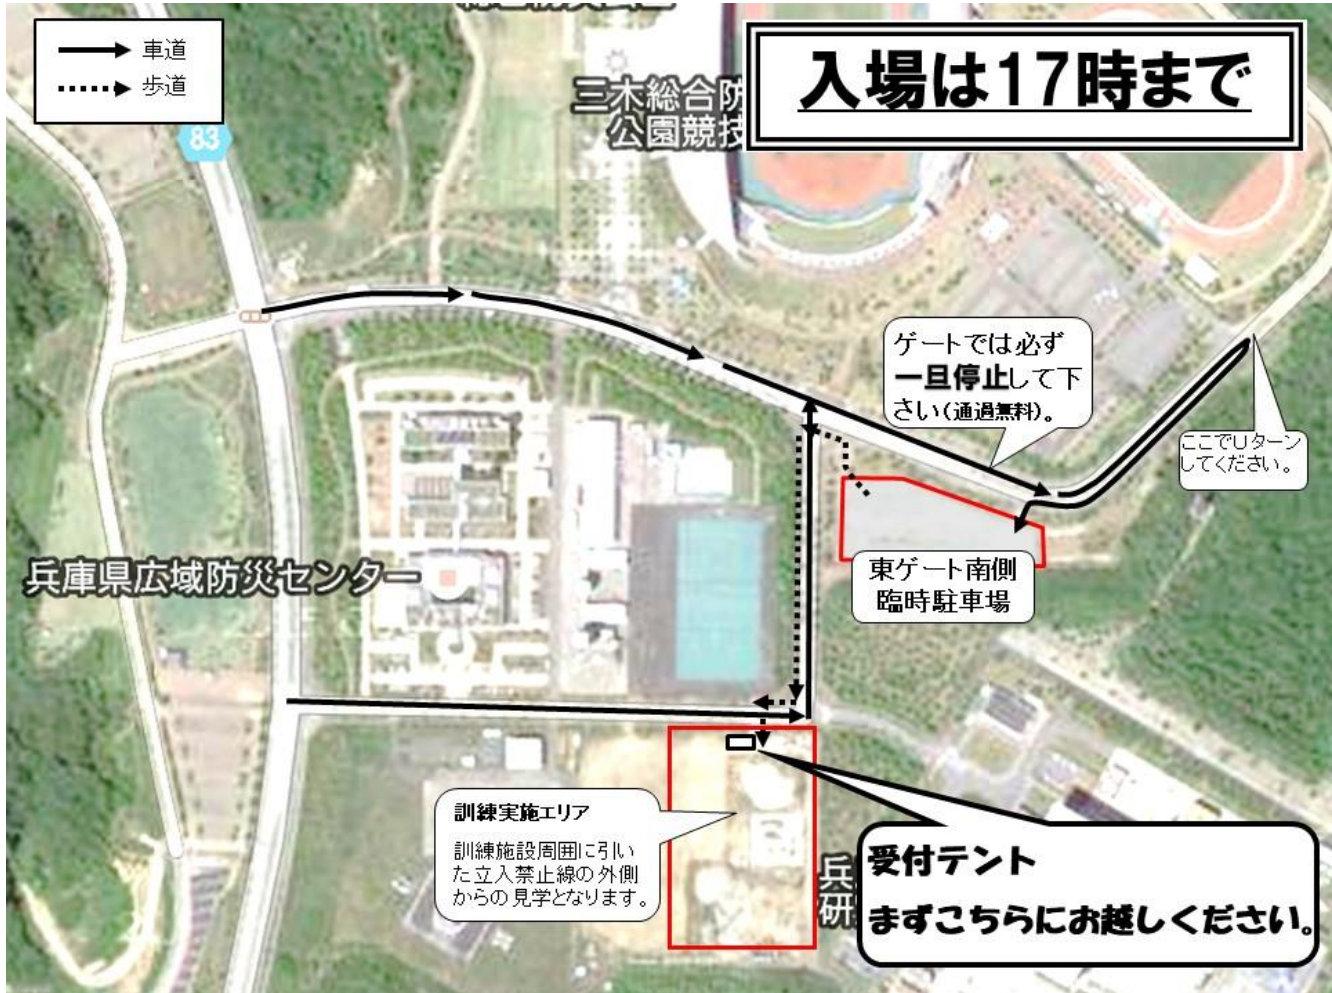 車道
歩道
入場は17時まで
83
三木総合防
公園競技
ゲートでは必ず
一旦停止して下
さい(通過無料)。
ここでUターン
してください。
東ゲート南側
臨時駐車場
兵庫県広域防災センター
訓練実施エリア
訓練施設周囲に引い
た立入禁止線の外側
からの見学となります。
兵
研
受付テント
まずこちらにお越しください。